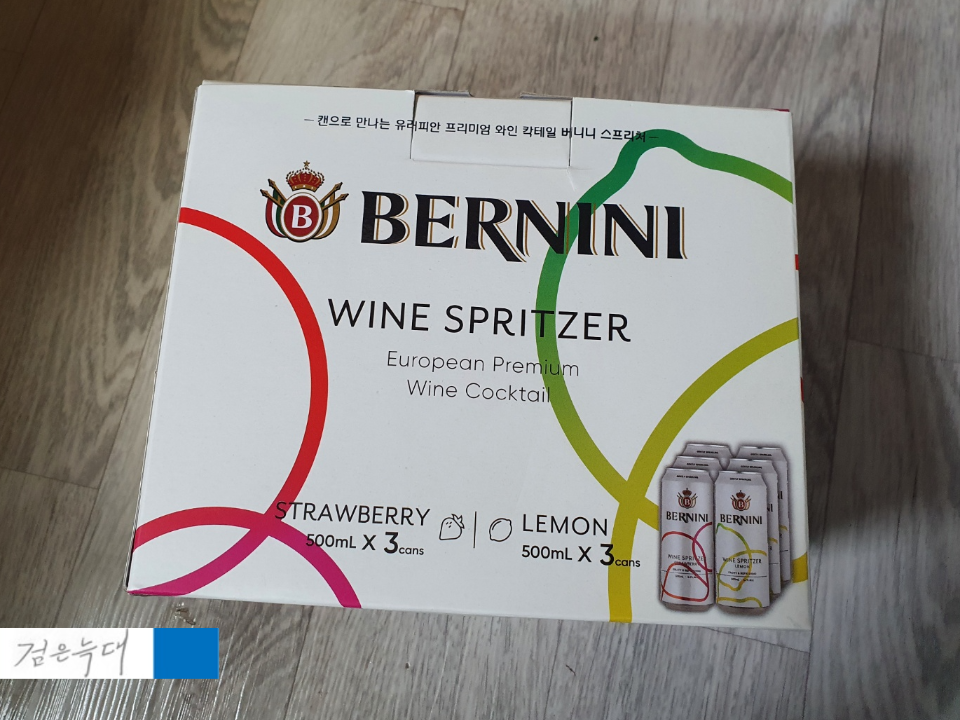 캔으로 만나는 유러피안 프리미엄 와인 칵테일 버니니 스프리처
B
BERNINI
WINE SPRITZER
European Premium
Wine Cocktail
STRAWBERRY
500mL X 3cans
LEMON
500mL X 3cans
BERNINI
WINE SPRITZER
BERNINI
WINE SPRITZER
LEMON
검은늑대